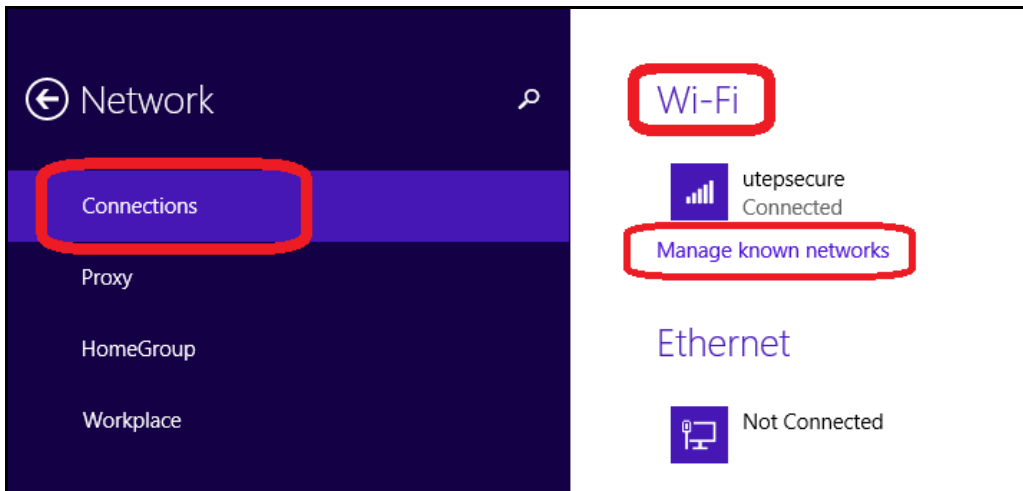 Network
Connections
Proxy
HomeGroup
Workplace
Wi-Fi
utepsecure
Connected
Manage known networks
Ethernet
Not Connected